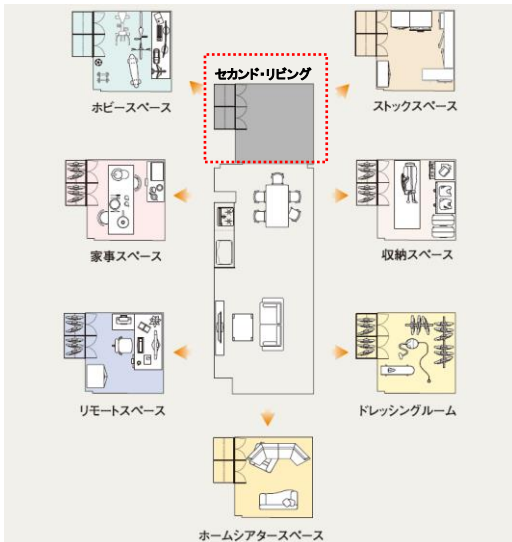 セカンド・リビング
ホビースペース
ストックスペース
家事スペース
収納スペース
リモートスペース
ドレッシングルーム
ホームシアタースペース